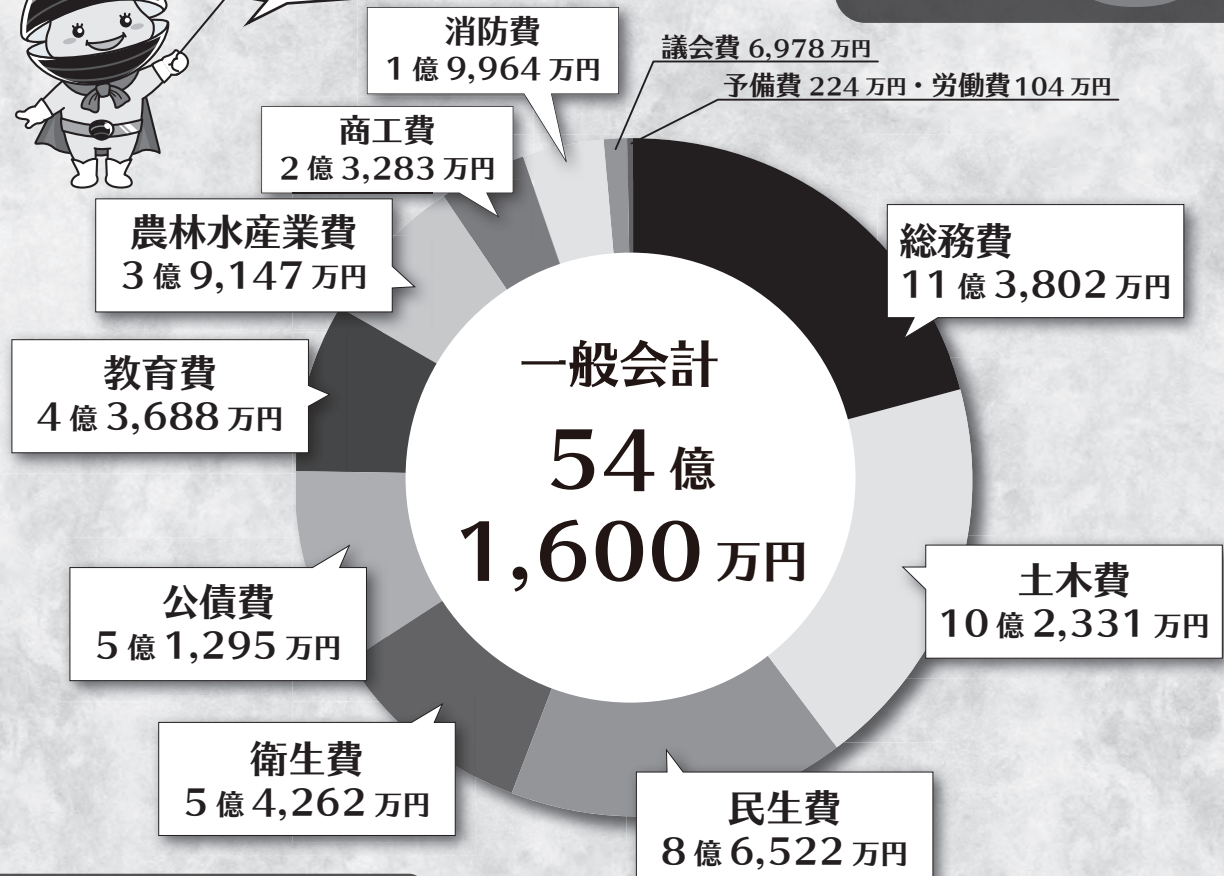 消防費
1億9,964万円
議会費 6,978万円
予備費 224万円・労働費104万円
商工費
2億3,283万円
農林水産業費
3億9,147万円
総務費
11億3,802万円
教育費
4億3,688万円
一般会計
54億
1,600万円
土木費
10億2,331万円
公債費
5億1,295万円
衛生費
5億4,262万円
民生費
8億6,522万円